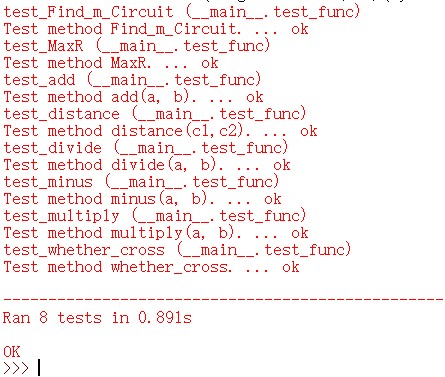 test_Find_m_Circuit (__main__.test_func)
Test method Find_m_Circuit. ... ok
test_MaxR (__main__.test_func)
Test method MaxR. ... ok
test_add (__main__.test_func)
Test method add(a, b). ... ok
test_distance (__main__.test_func)
Test method distance(c1,c2). ... ok
test_divide (__main__.test_func)
Test method divide(a, b). ... ok
test_minus (__main__.test_func)
Test method minus(a, b). ... ok
test_multiply (__main__.test_func)
Test method multiply(a, b). ... ok
test_whether_cross (__main__.test_func)
Test method whether_cross. ... ok
----------------------------------------------------------------------
Ran 8 tests in 0.891s
OK
>>>